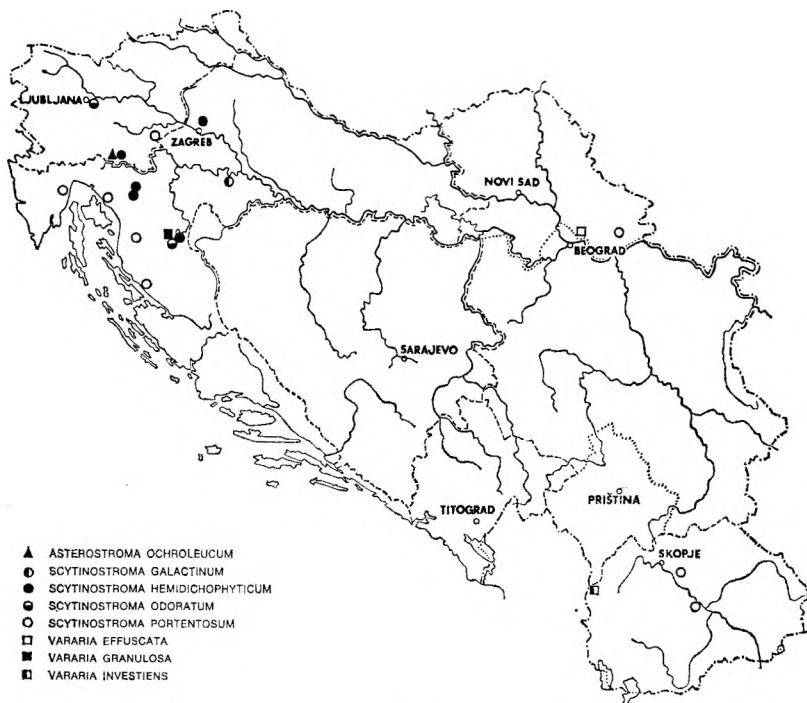 LJUBLJANA
ZAGREB
NOVI SAD
BEOGRAD
SARAJEVO
PRIŠTINA
TITOGRAD
SKOPJE
ASTEROSTROMA OCHROLEUCUM
SCYTINOSTROMA GALACTINUM
SCYTINOSTROMA HEMIDICHOPHYTICUM
SCYTINOSTROMA ODORATUM
SCYTINOSTROMA PORTENTOSUM
VARARIA EFFUSCATA
VARARIA GRANULOSA
VARARIA INVESTIENS